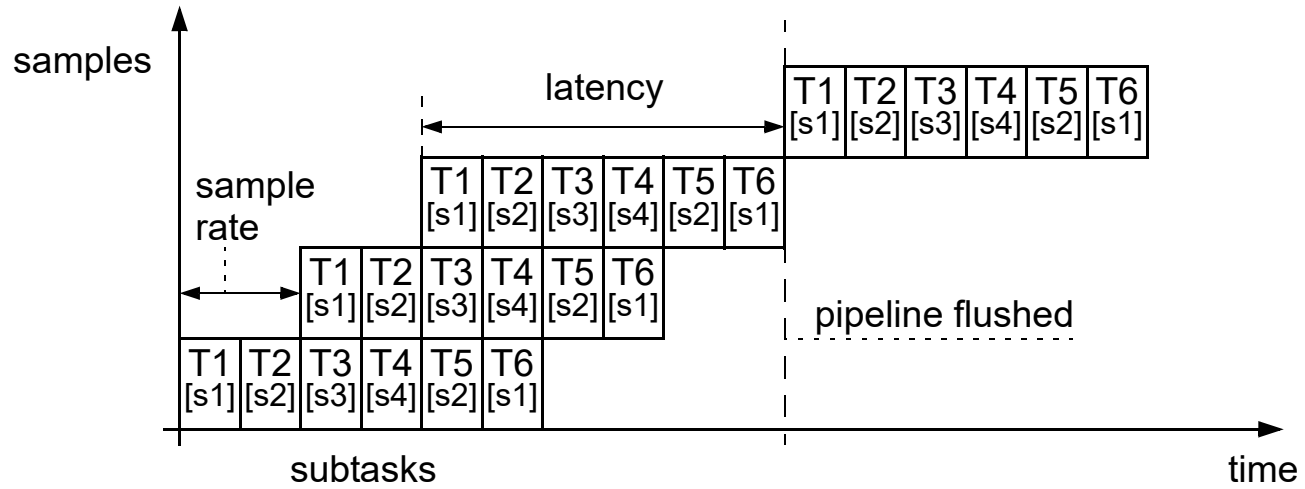 samples
latency
T1 T2 T3 T4 T5 T6
[s1] [s2] [s3] [s4] [s2] [s1]
sample
rate
T1 T2 T3 T4 T5 T6
[s1] [s2] [s3] [s4] [s2] [s1]
T1 T2 T3 T4 T5 T6
[s1] [s2] [s3] [s4] [s2] [s1]
pipeline flushed
T1 T2 T3 T4 T5 T6
[s1] [s2] [s3] [s4] [s2] [s1]
subtasks
time